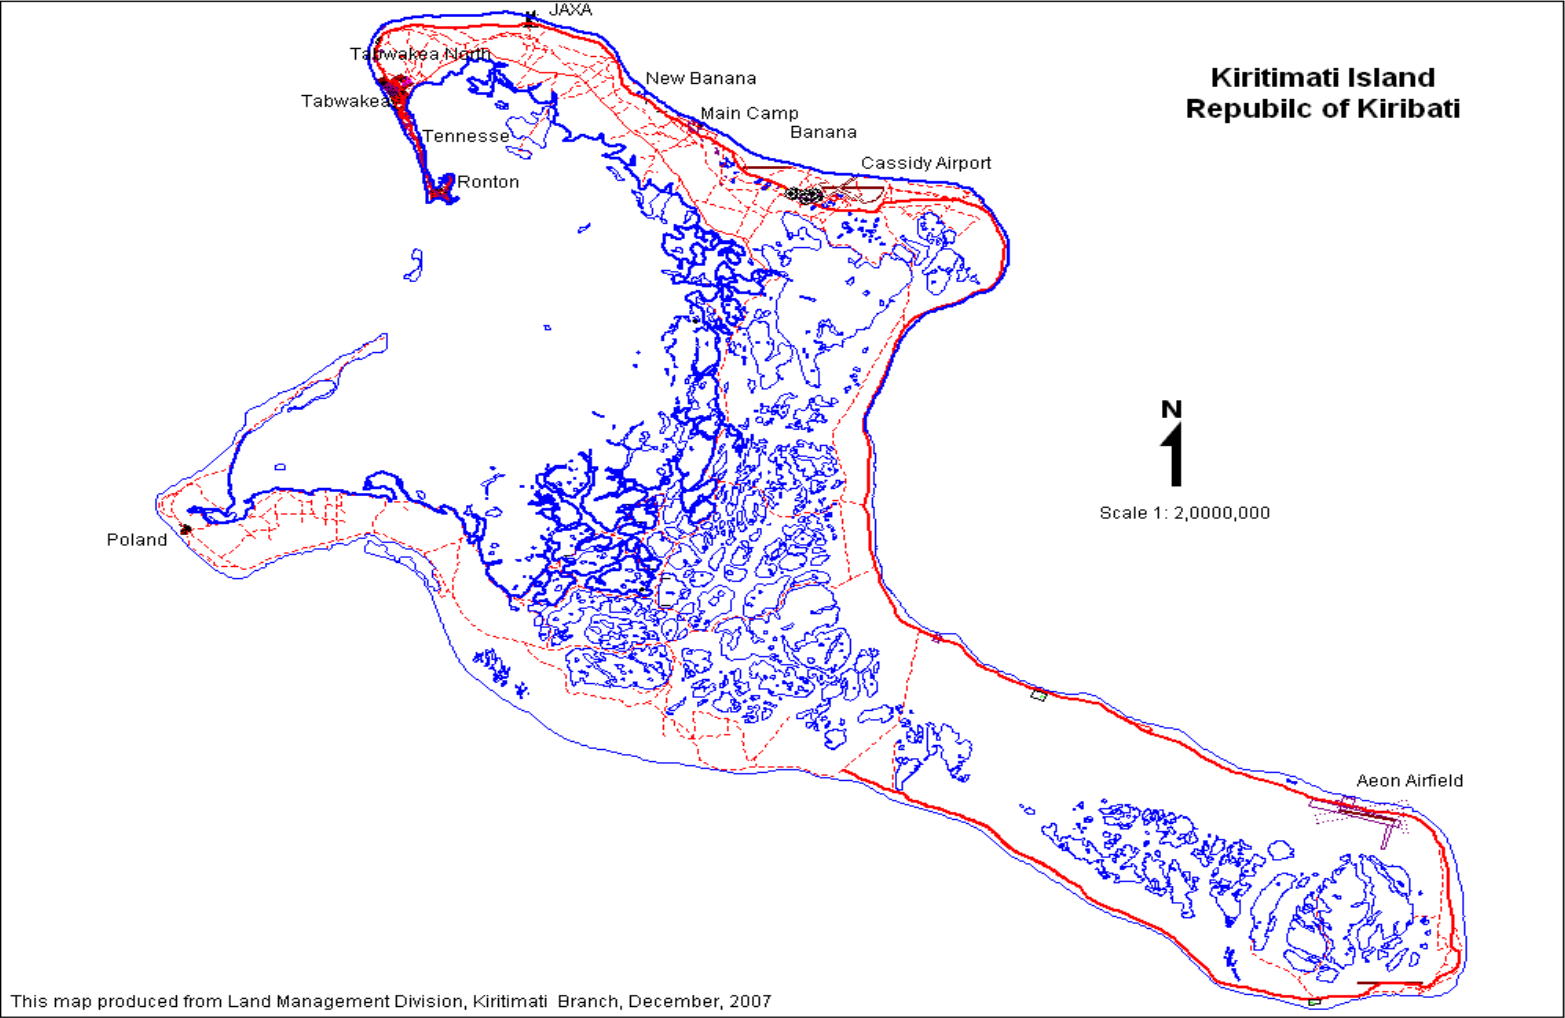 JAXA
Tabwakea North
Kiritimati Island
Repubilc of Kiribati
New Banana
Tabwakea
Main Camp
Banana
Tennesse
Cassidy Airport
Ronton
N
Scale 1: 2,0000,000
Poland
Aeon Airfield
This map produced from Land Management Division, Kiritimati Branch, December, 2007